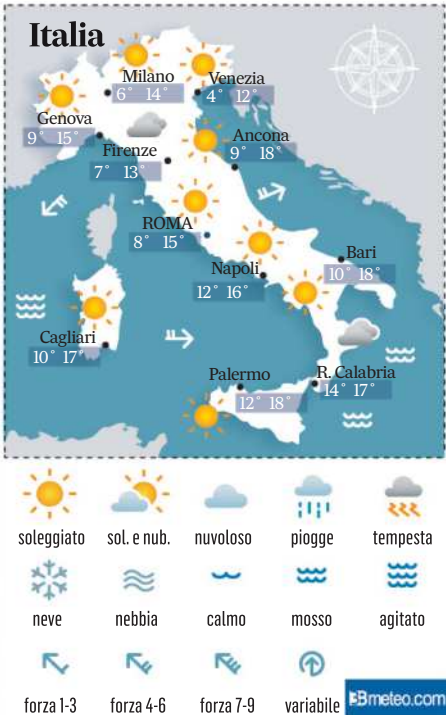 Italia
Milano
6° 14°
Venezia
4° 12°
Genova
9° 15°
Firenze
7° 13°
Ancona
9° 18°
ROMA
8° 15°
Napoli
12° 16°
Bari
10° 18°
Cagliari
10° 17
Palermo
12° 18°
R. Calabria
14° 17°
soleggiato sol. e nub. nuvoloso piogge tempesta
neve nebbia calmo mosso agitato
forza 1-3 forza 4-6 forza 7-9 variabile
3Bmeteo.com